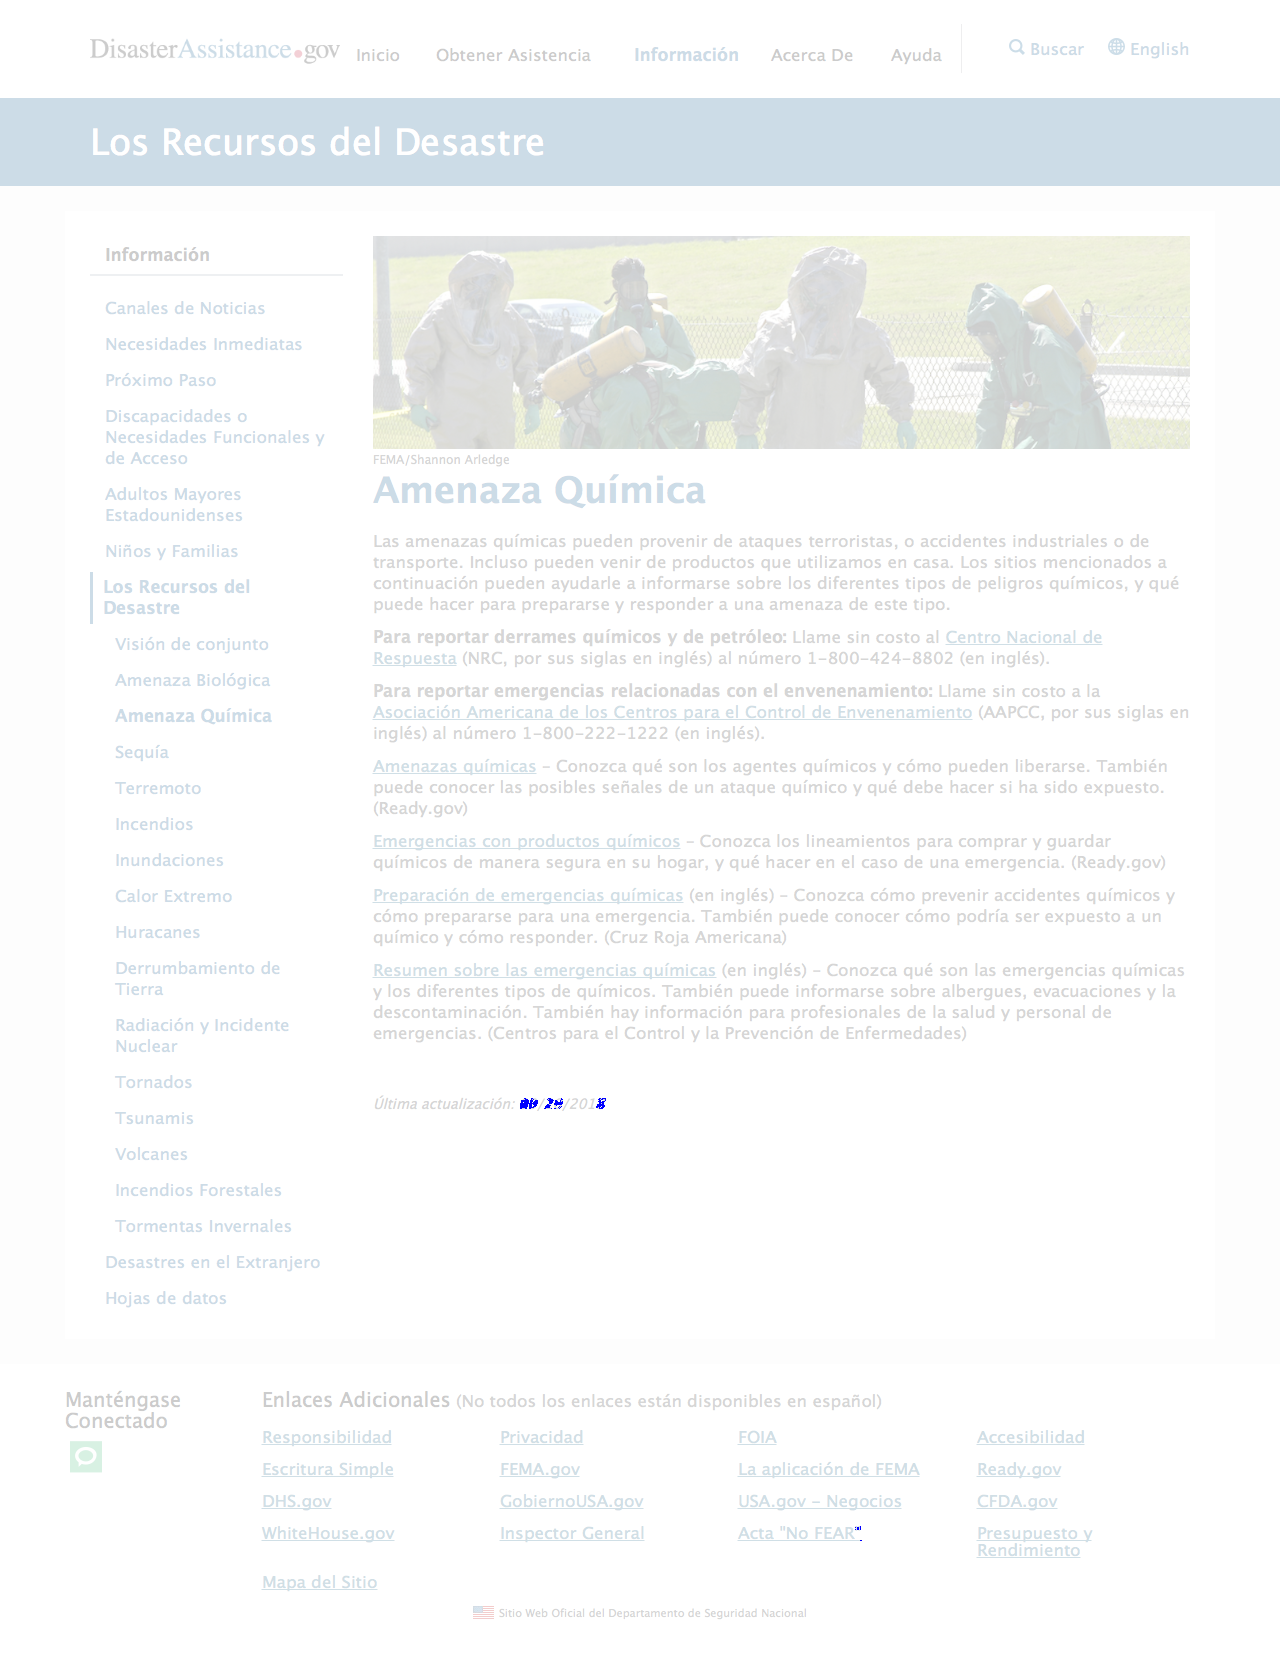 DisasterAssistance.gov
Inicio
Obtener Asistencia
Información
Acerca De
Ayuda
Buscar
English
Los Recursos del Desastre
Información
Canales de Noticias
Necesidades Inmediatas
Próximo Paso
Discapacidades o
Necesidades Funcionales y
de Acceso
Adultos Mayores
Estadounidenses
Niños y Familias
Los Recursos del
Desastre
Visión de conjunto
Amenaza Biológica
Amenaza Química
Sequía
Terremoto
Incendios
Inundaciones
Calor Extremo
Huracanes
Derrumbamiento de
Tierra
Radiación y Incidente
Nuclear
Tornados
Tsunamis
Volcanes
Incendios Forestales
Tormentas Invernales
Desastres en el Extranjero
Hojas de datos
FEMA/Shannon Arledge
Amenaza Química
Las amenazas químicas pueden provenir de ataques terroristas, o accidentes industriales o de
transporte. Incluso pueden venir de productos que utilizamos en casa. Los sitios mencionados a
continuación pueden ayudarle a informarse sobre los diferentes tipos de peligros químicos, y qué
puede hacer para prepararse y responder a una amenaza de este tipo.
Para reportar derrames químicos y de petróleo: Llame sin costo al Centro Nacional de
Respuesta (NRC, por sus siglas en inglés) al número 1-800-424-8802 (en inglés).
Para reportar emergencias relacionadas con el envenenamiento: Llame sin costo a la
Asociación Americana de los Centros para el Control de Envenenamiento (AAPCC, por sus siglas en
inglés) al número 1-800-222-1222 (en inglés).
Amenazas químicas – Conozca qué son los agentes químicos y cómo pueden liberarse. También
puede conocer las posibles señales de un ataque químico y qué debe hacer si ha sido expuesto.
(Ready.gov)
Emergencias con productos químicos – Conozca los lineamientos para comprar y guardar
químicos de manera segura en su hogar, y qué hacer en el caso de una emergencia. (Ready.gov)
Preparación de emergencias químicas (en inglés) – Conozca cómo prevenir accidentes químicos y
cómo prepararse para una emergencia. También puede conocer cómo podría ser expuesto a un
químico y cómo responder. (Cruz Roja Americana)
Resumen sobre las emergencias químicas (en inglés) – Conozca qué son las emergencias químicas
y los diferentes tipos de químicos. También puede informarse sobre albergues, evacuaciones y la
descontaminación. También hay información para profesionales de la salud y personal de
emergencias. (Centros para el Control y la Prevención de Enfermedades)
Última actualización:
Manténgase
Conectado
Enlaces Adicionales (No todos los enlaces están disponibles en español)
Responsibilidad
Privacidad
FOIA
Accesibilidad
Escritura Simple
FEMA.gov
La aplicación de FEMA
Ready.gov
DHS.gov
GobiernoUSA.gov
USA.gov – Negocios
CFDA.gov
WhiteHouse.gov
Inspector General
Acta "No FEAR"
Presupuesto y
Rendimiento
Mapa del Sitio
Sitio Web Oficial del Departamento de Seguridad Nacional